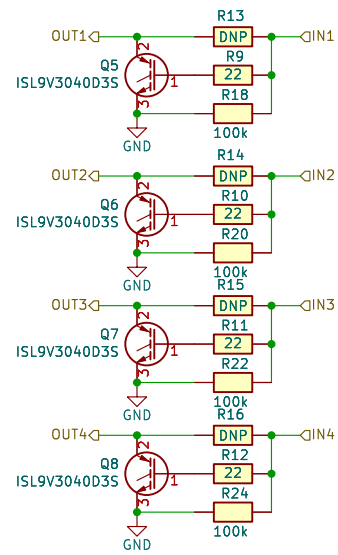 R13
OUT1 DNP IN1
2 R9
Q5
ISL9V3040D3S 22
1
3 R18
GND 100k
R14
OUT2 DNP IN2
2 R10
Q6
ISL9V3040D3S 22
1
3 R20
GND 100k
R15
OUT3 DNP IN3
2 R11
Q7
ISL9V3040D3S 22
1
3 R22
GND 100k
R16
OUT4 DNP IN4
2 R12
Q8
ISL9V3040D3S 22
1
3 R24
GND 100k